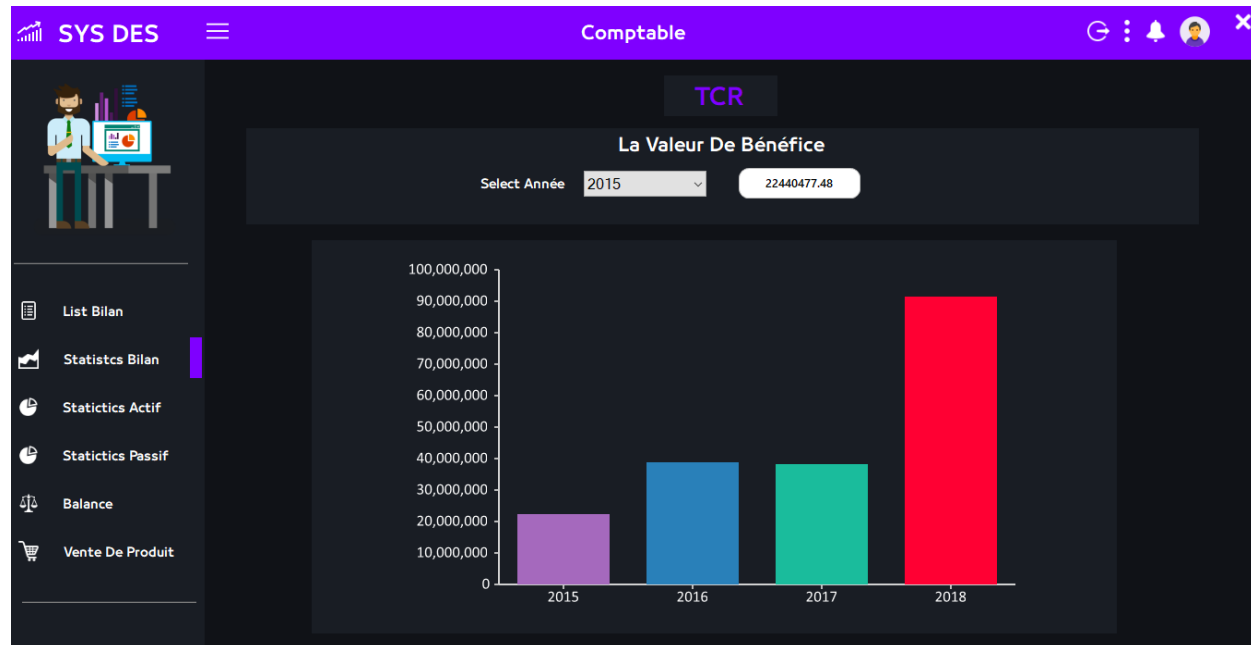 SYS DES
Comptable
TCR
La Valeur De Bénéfice
Select Année 2015 22440477.48
List Bilan
Statistcs Bilan
Statictics Actif
Statictics Passif
Balance
Vente De Produit
100,000,000
90,000,000
80,000,000
70,000,000
60,000,000
50,000,000
40,000,000
30,000,000
20,000,000
10,000,000
0
2015 2016 2017 2018